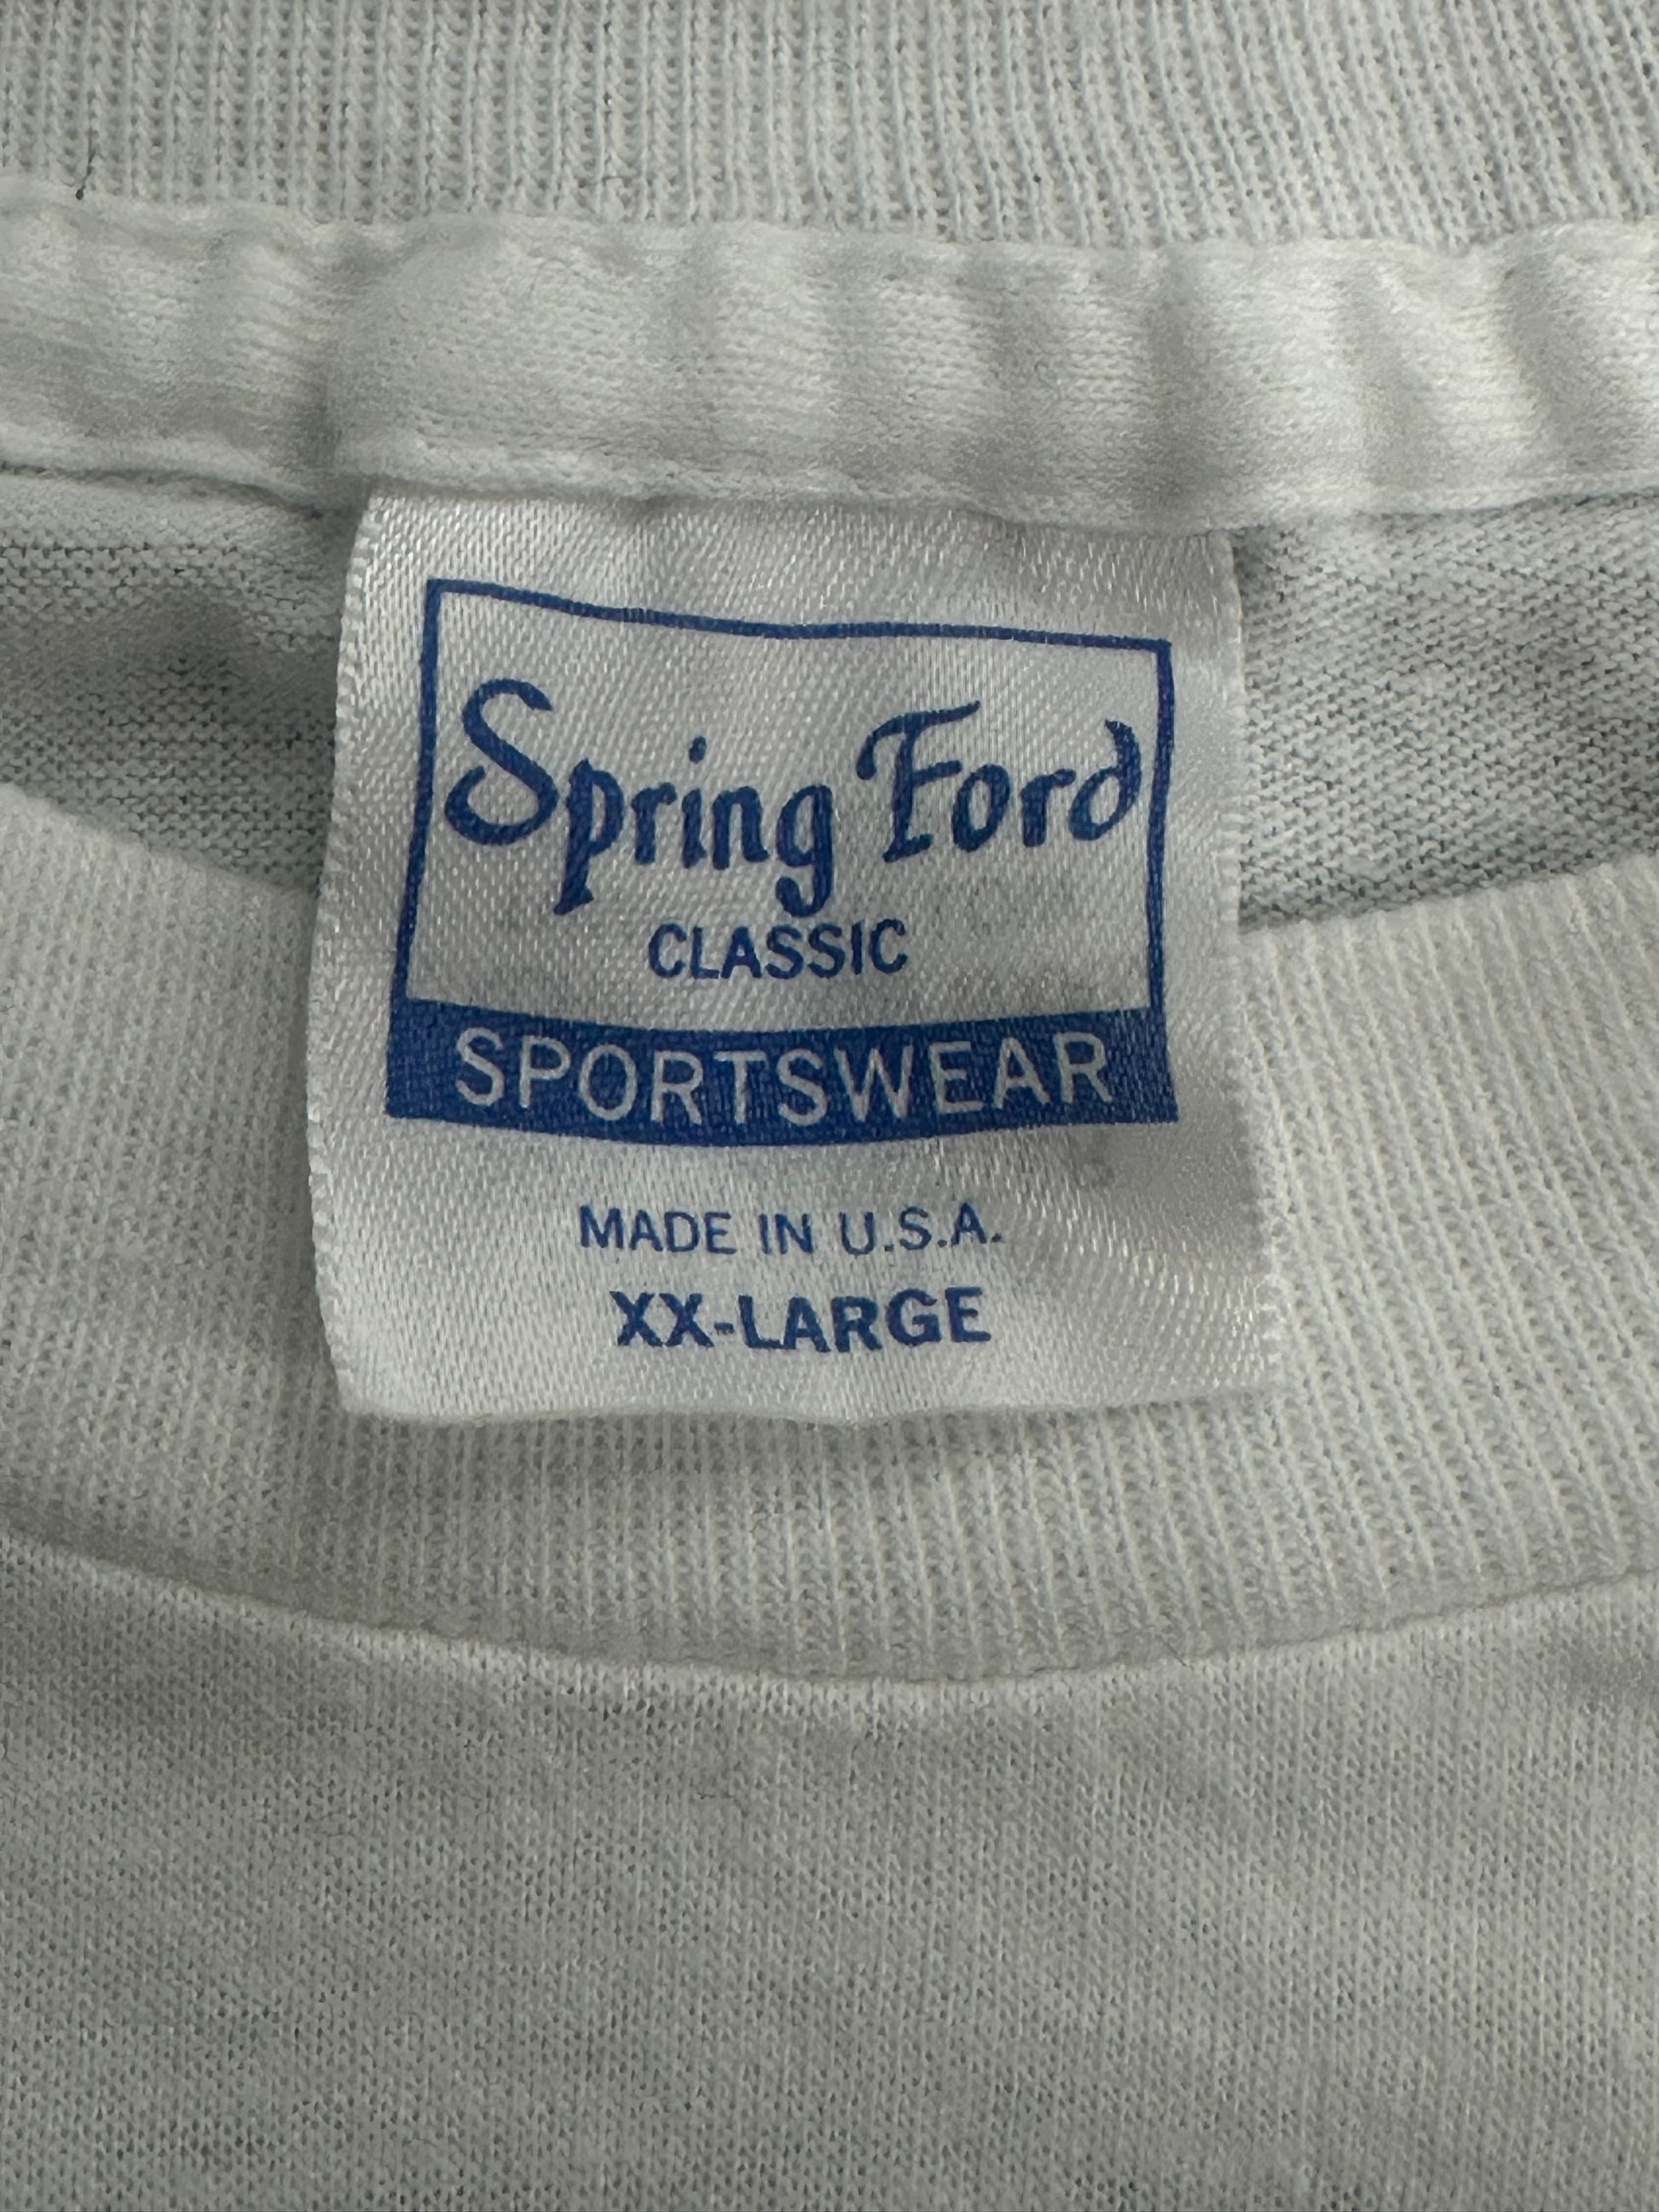 Spring Ford
CLASSIC
SPORTSWEAR
MADE IN U.S.A.
XX-LARGE